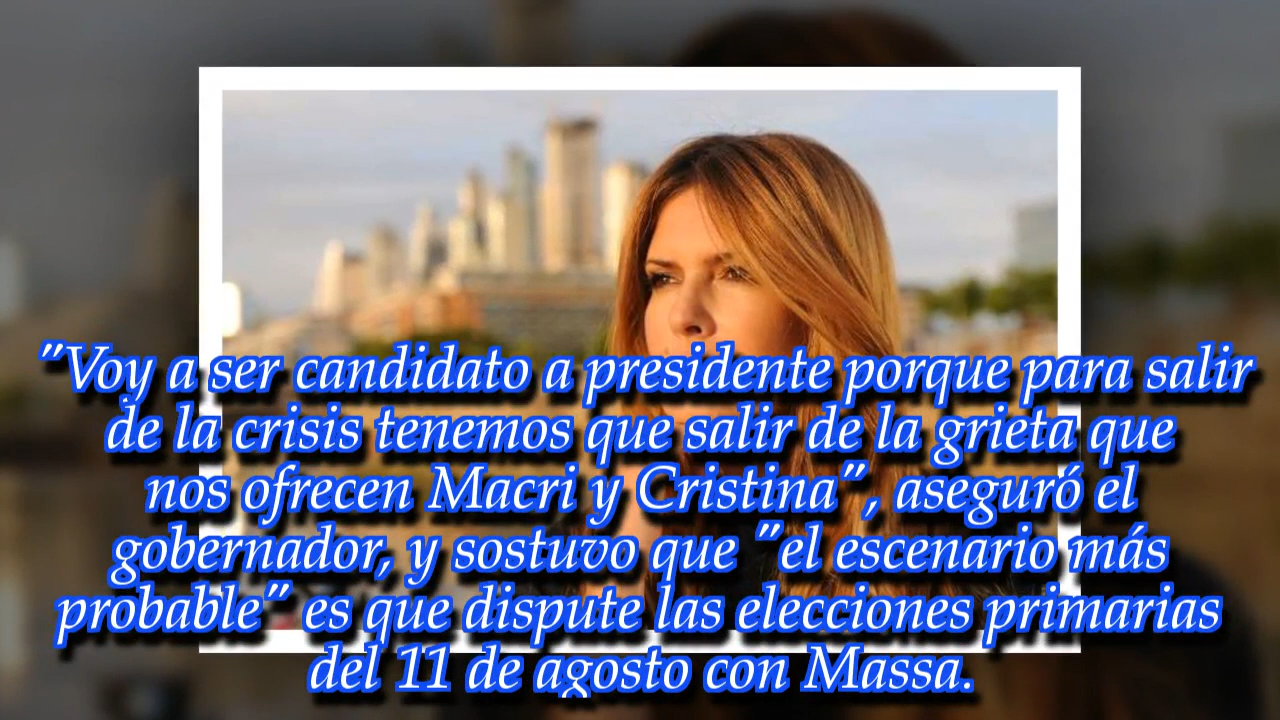 "Voy a ser candidato a presidente porque para salir
de la crisis tenemos que salir de la grieta que
nos ofrecen Macri y Cristina", aseguró el
gobernador, y sostuvo que "el escenario más
probable" es que dispute las elecciones primarias
del 11 de agosto con Massa.